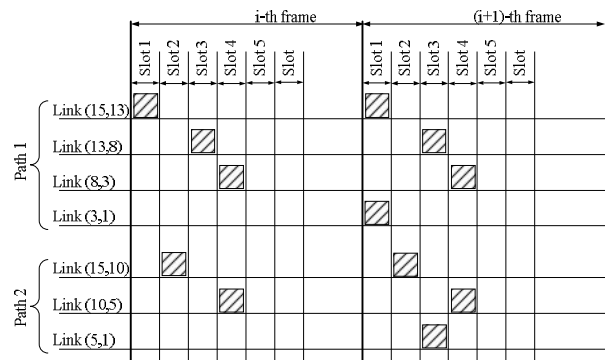 i-th frame
(i+1)-th frame
Slot 1
Slot 2
Slot 3
Slot 4
Slot 5
Slot
Slot 1
Slot 2
Slot 3
Slot 4
Slot 5
Slot
Path 1
Link (15,13)
Link (13,8)
Link (8,3)
Link (3,1)
Path 2
Link (15,10)
Link (10,5)
Link (5,1)